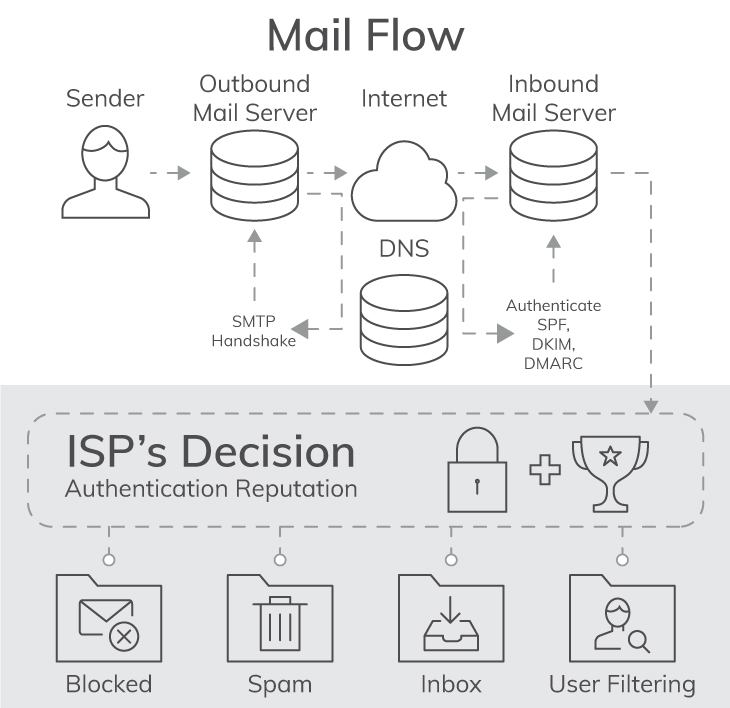 Mail Flow
Sender
Outbound
Mail Server
Internet
Inbound
Mail Server
DNS
SMTP
Handshake
Authenticate
SPF,
DKIM,
DMARC
ISP's Decision
Authentication Reputation
Blocked
Spam
Inbox
User Filtering